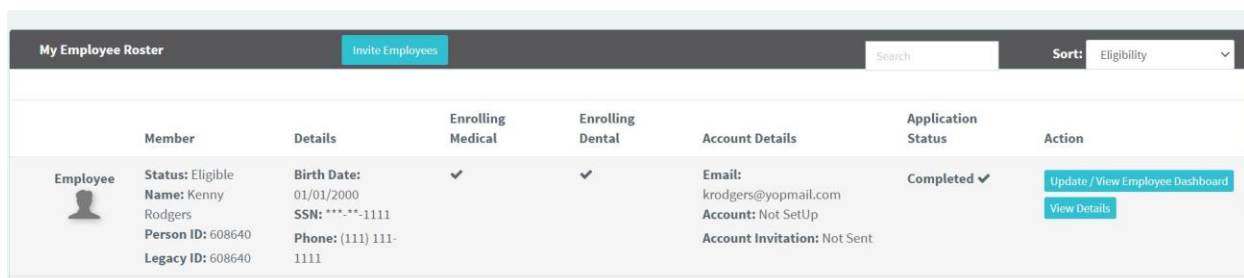 My Employee Roster
Invite Employees
Search
Sort:
Eligibility
Member
Details
Enrolling
Medical
Enrolling
Dental
Account Details
Application
Status
Action
Employee
Status: Eligible
Name: Kenny
Rodgers
Person ID: 608640
Legacy ID: 608640
Birth Date:
01/01/2000
SSN: ***-**-1111
Phone: (111) 111-
1111
✔
✔
Email:
krodgers@yopmail.com
Account: Not SetUp
Account Invitation: Not Sent
Completed ✔
Update / View Employee Dashboard
View Details